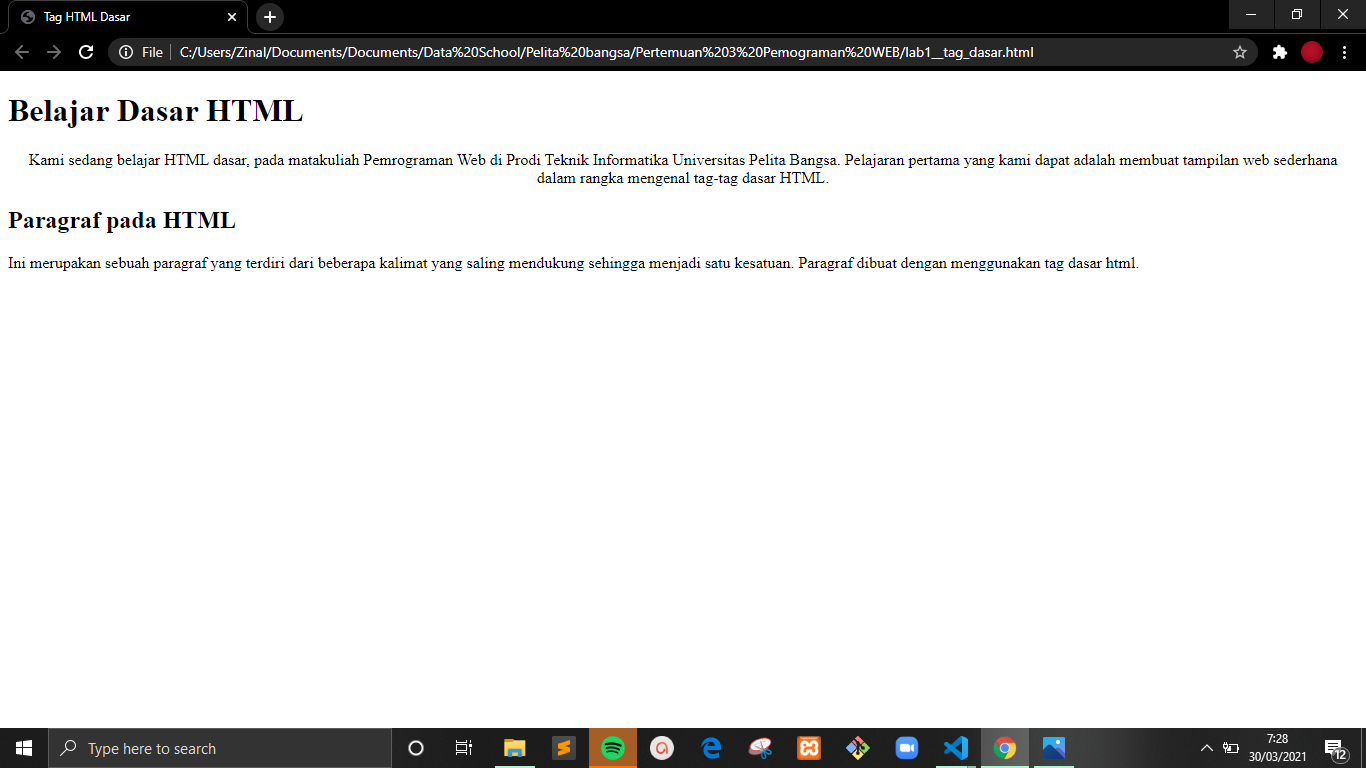 Tag HTML Dasar
File
C:/Users/Zinal/Documents/Documents/Data%20School/Pelita%20bangsa/Pertemuan%203%20Pemograman%20WEB/lab1__tag_dasar.html
Belajar Dasar HTML
Kami sedang belajar HTML dasar, pada matakuliah Pemrograman Web di Prodi Teknik Informatika Universitas Pelita Bangsa. Pelajaran pertama yang kami dapat adalah membuat tampilan web sederhana
dalam rangka mengenal tag-tag dasar HTML.
Paragraf pada HTML
Ini merupakan sebuah paragraf yang terdiri dari beberapa kalimat yang saling mendukung sehingga menjadi satu kesatuan. Paragraf dibuat dengan menggunakan tag dasar html.
Type here to search
7:28
30/03/2021
12